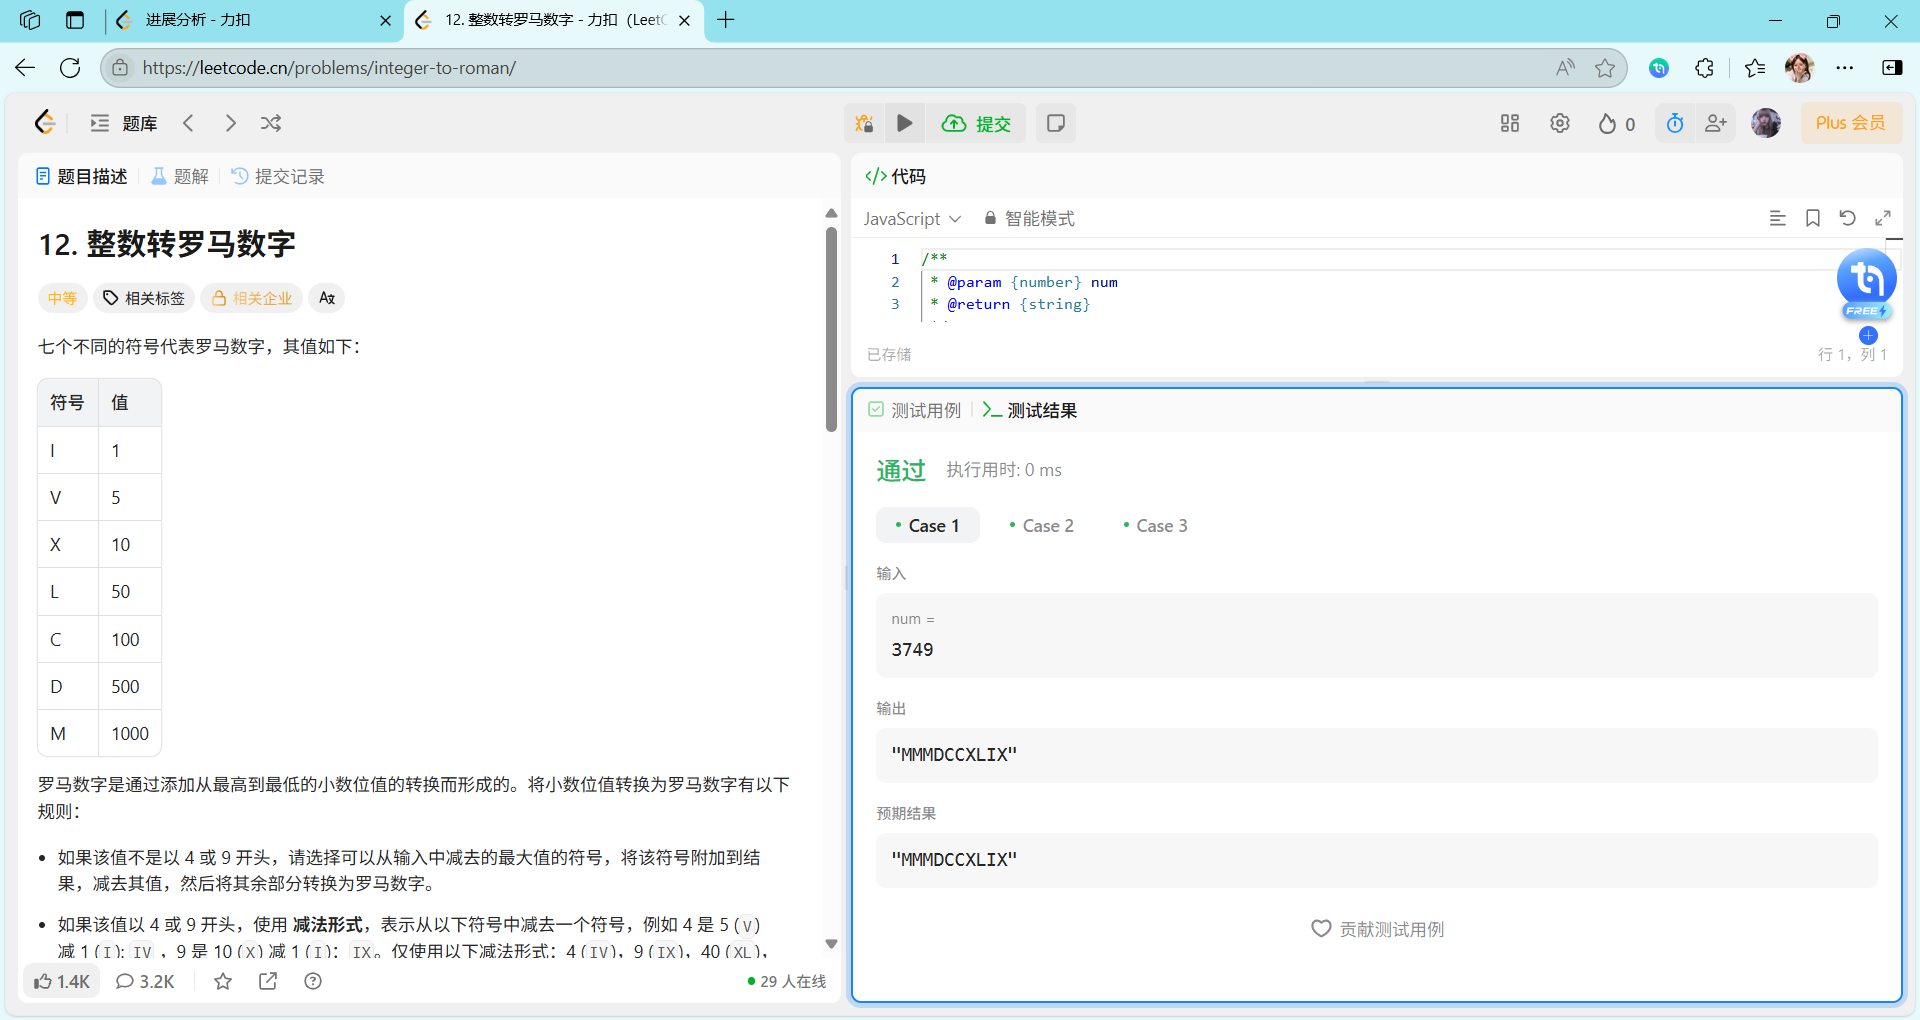 进展分析 - 力扣
12. 整数转罗马数字 - 力扣（LeetC
https://leetcode.cn/problems/integer-to-roman/
题库
提交
0
Plus 会员
题目描述
题解
提交记录
12. 整数转罗马数字
中等
相关标签
相关企业
七个不同的符号代表罗马数字，其值如下：
符号 值
I 1
V 5
X 10
L 50
C 100
D 500
M 1000
罗马数字是通过添加从最高到最低的小数位值的转换而形成的。将小数位值转换为罗马数字有以下
规则：
• 如果该值不是以 4 或 9 开头，请选择可以从输入中减去的最大值的符号，将该符号附加到结
果，减去其值，然后将其余部分转换为罗马数字。
• 如果该值以 4 或 9 开头，使用 减法形式，表示从以下符号中减去一个符号，例如 4 是 5 (V)
减 1 (I): IV ，9 是 10 (X) 减 1 (I)： IX。仅使用以下减法形式：4 (IV)，9 (IX)，40 (XL)，
1.4K
3.2K
29 人在线
</> 代码
JavaScript
智能模式
1 /**
2 * @param {number} num
3 * @return {string}
FREE
已存储
行 1，列 1
测试用例
测试结果
通过
执行用时: 0 ms
• Case 1
• Case 2
• Case 3
输入
num =
3749
输出
"MMMDCCXLIX"
预期结果
"MMMDCCXLIX"
贡献测试用例